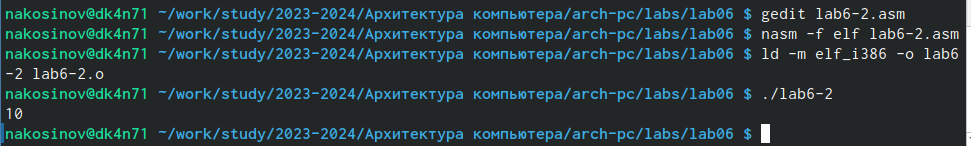 nakosinov@dk4n71 ~/work/study/2023-2024/Архитектура компьютера/arch-pc/labs/lab06 $ gedit lab6-2.asm
nakosinov@dk4n71 ~/work/study/2023-2024/Архитектура компьютера/arch-pc/labs/lab06 $ nasm -f elf lab6-2.asm
nakosinov@dk4n71 ~/work/study/2023-2024/Архитектура компьютера/arch-pc/labs/lab06 $ ld -m elf_i386 -o lab6
-2 lab6-2.o
nakosinov@dk4n71 ~/work/study/2023-2024/Архитектура компьютера/arch-pc/labs/lab06 $ ./lab6-2
10
nakosinov@dk4n71 ~/work/study/2023-2024/Архитектура компьютера/arch-pc/labs/lab06 $